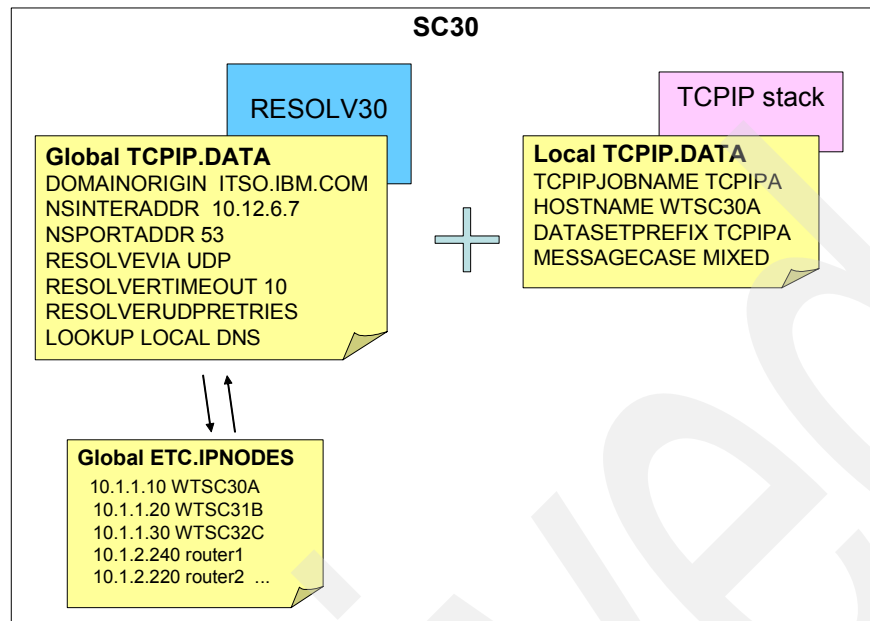 SC30
RESOLV30
Global TCPIP.DATA
DOMAINORIGIN ITSO.IBM.COM
NSINTERADDR 10.12.6.7
NSPORTADDR 53
RESOLVEVIA UDP
RESOLVERTIMEOUT 10
RESOLVERUDPRETRIES
LOOKUP LOCAL DNS
TCPIP stack
Local TCPIP.DATA
TCPIPJOBNAME TCPIPA
HOSTNAME WTSC30A
DATASETPREFIX TCPIPA
MESSAGECASE MIXED
Global ETC.IPNODES
10.1.1.10 WTSC30A
10.1.1.20 WTSC31B
10.1.1.30 WTSC32C
10.1.2.240 router1
10.1.2.220 router2 ...